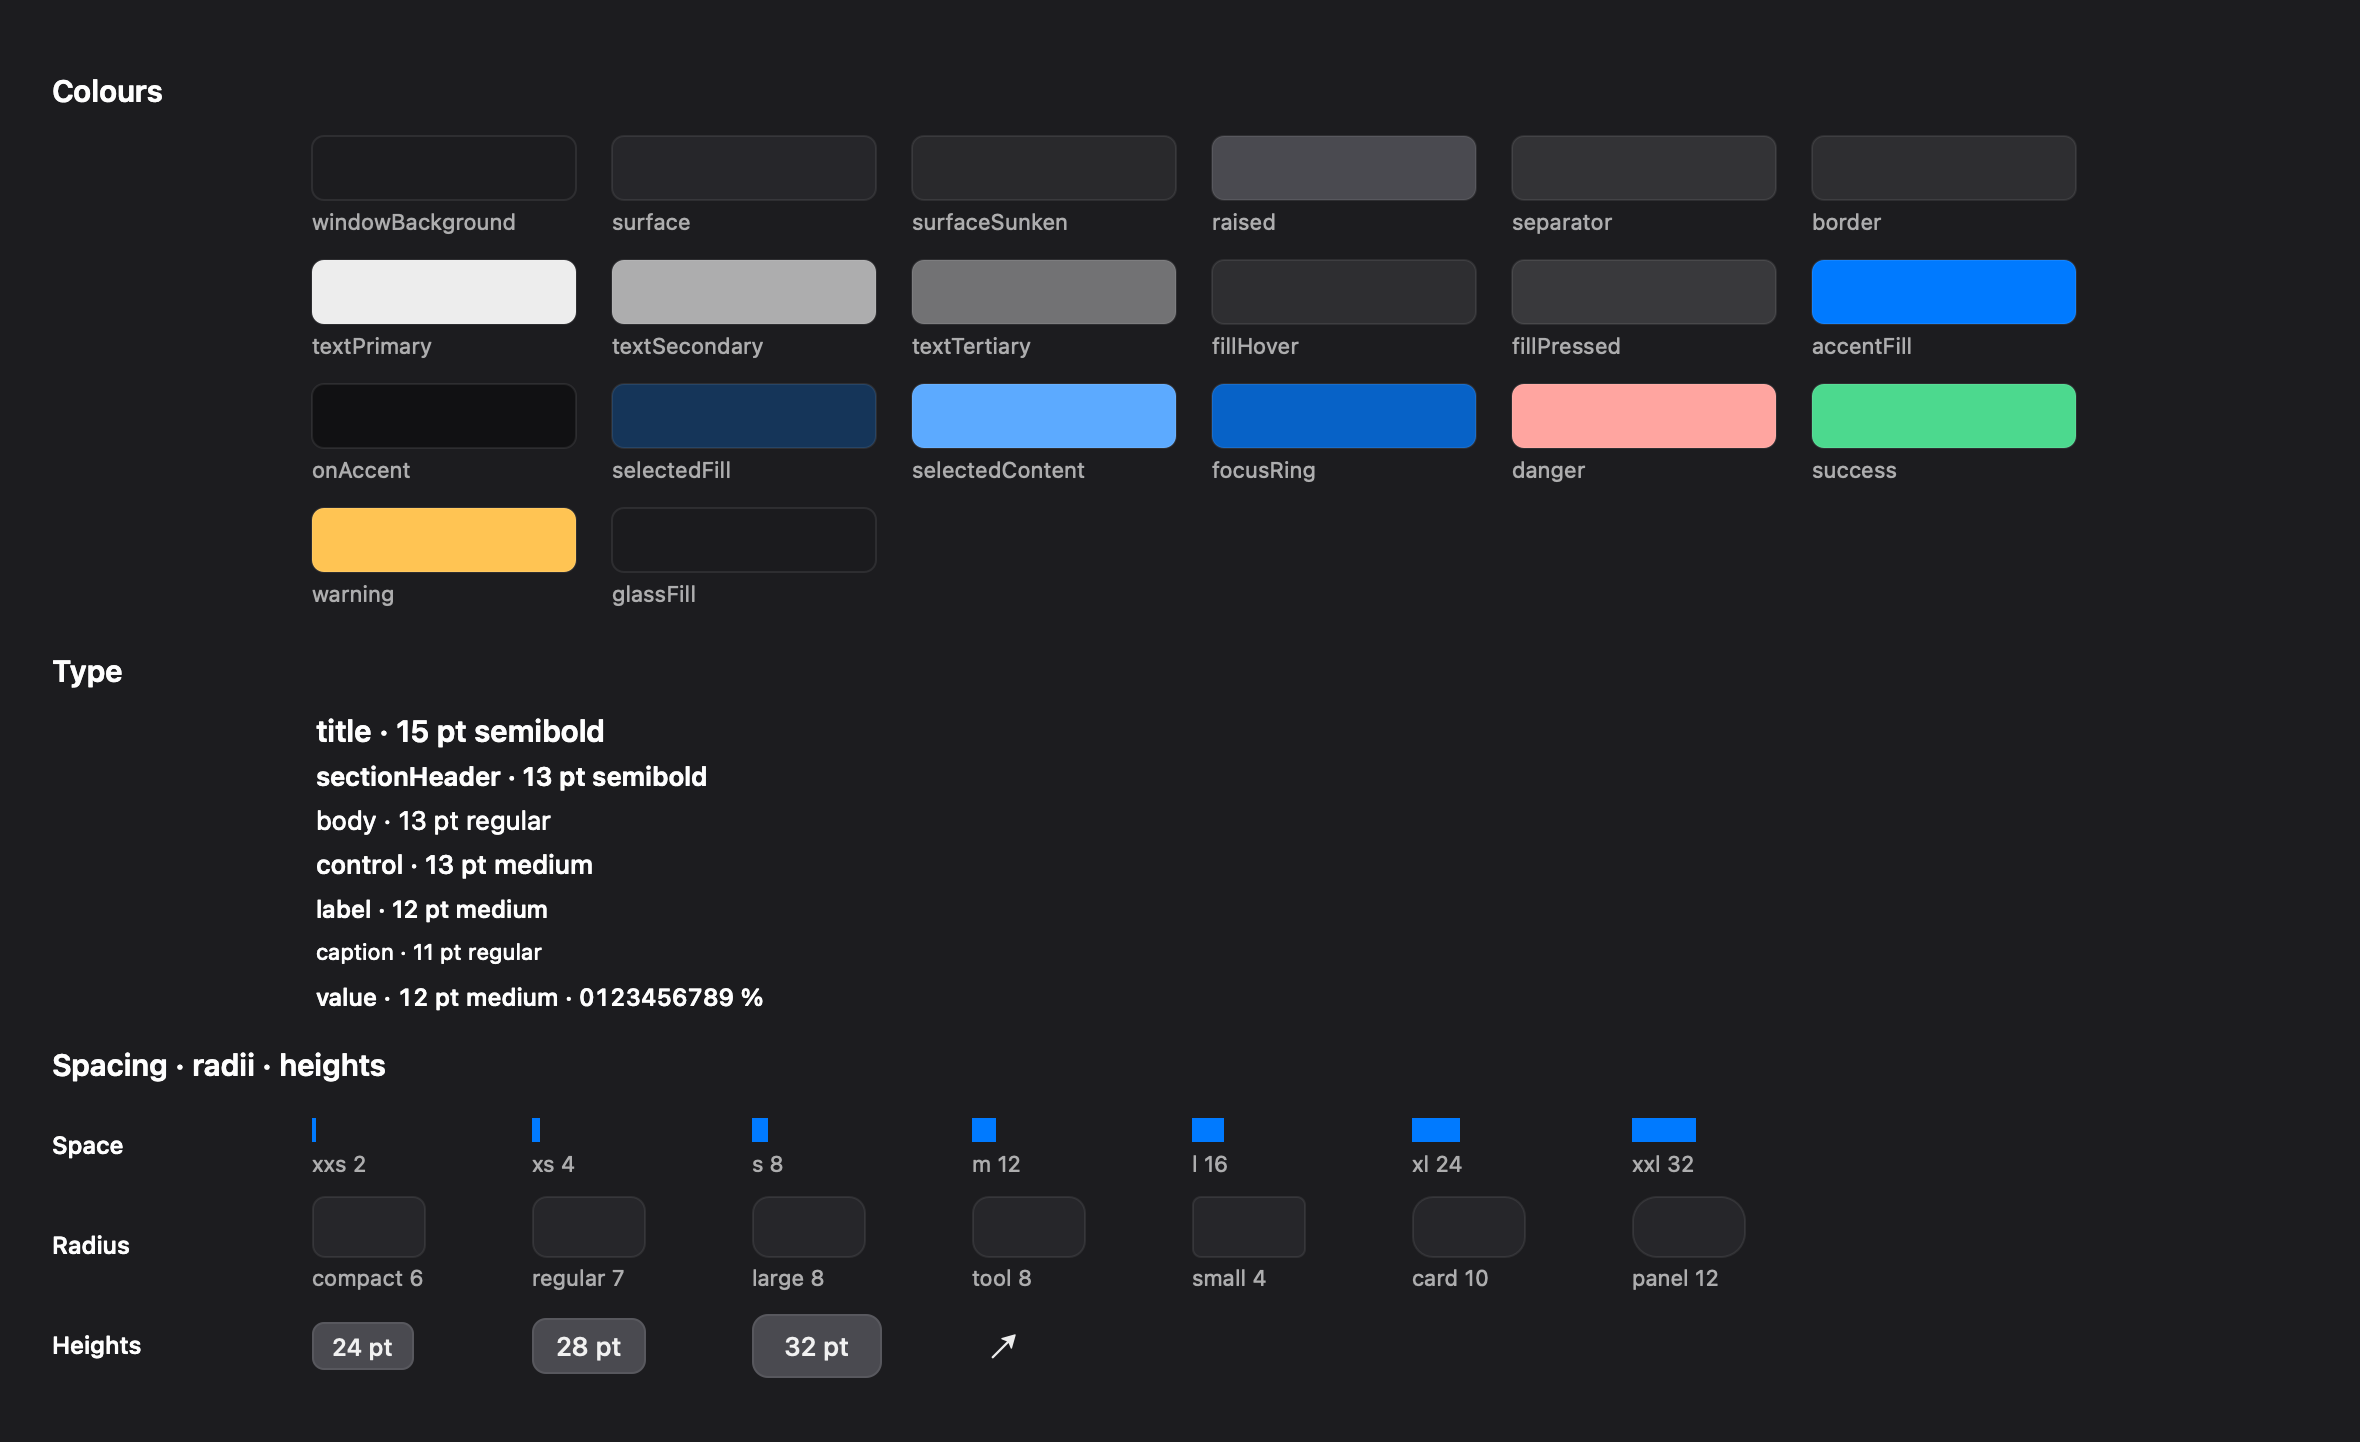 Colours
windowBackground surface surfaceSunken raised separator border
textPrimary textSecondary textTertiary fillHover fillPressed accentFill
onAccent selectedFill selectedContent focusRing danger success
warning glassFill
Type
title · 15 pt semibold
sectionHeader · 13 pt semibold
body · 13 pt regular
control · 13 pt medium
label · 12 pt medium
caption · 11 pt regular
value · 12 pt medium · 0123456789 %
Spacing · radii · heights
Space
xxs 2 xs 4 s 8 m 12 l 16 xl 24 xxl 32
Radius
compact 6 regular 7 large 8 tool 8 small 4 card 10 panel 12
Heights 24 pt 28 pt 32 pt